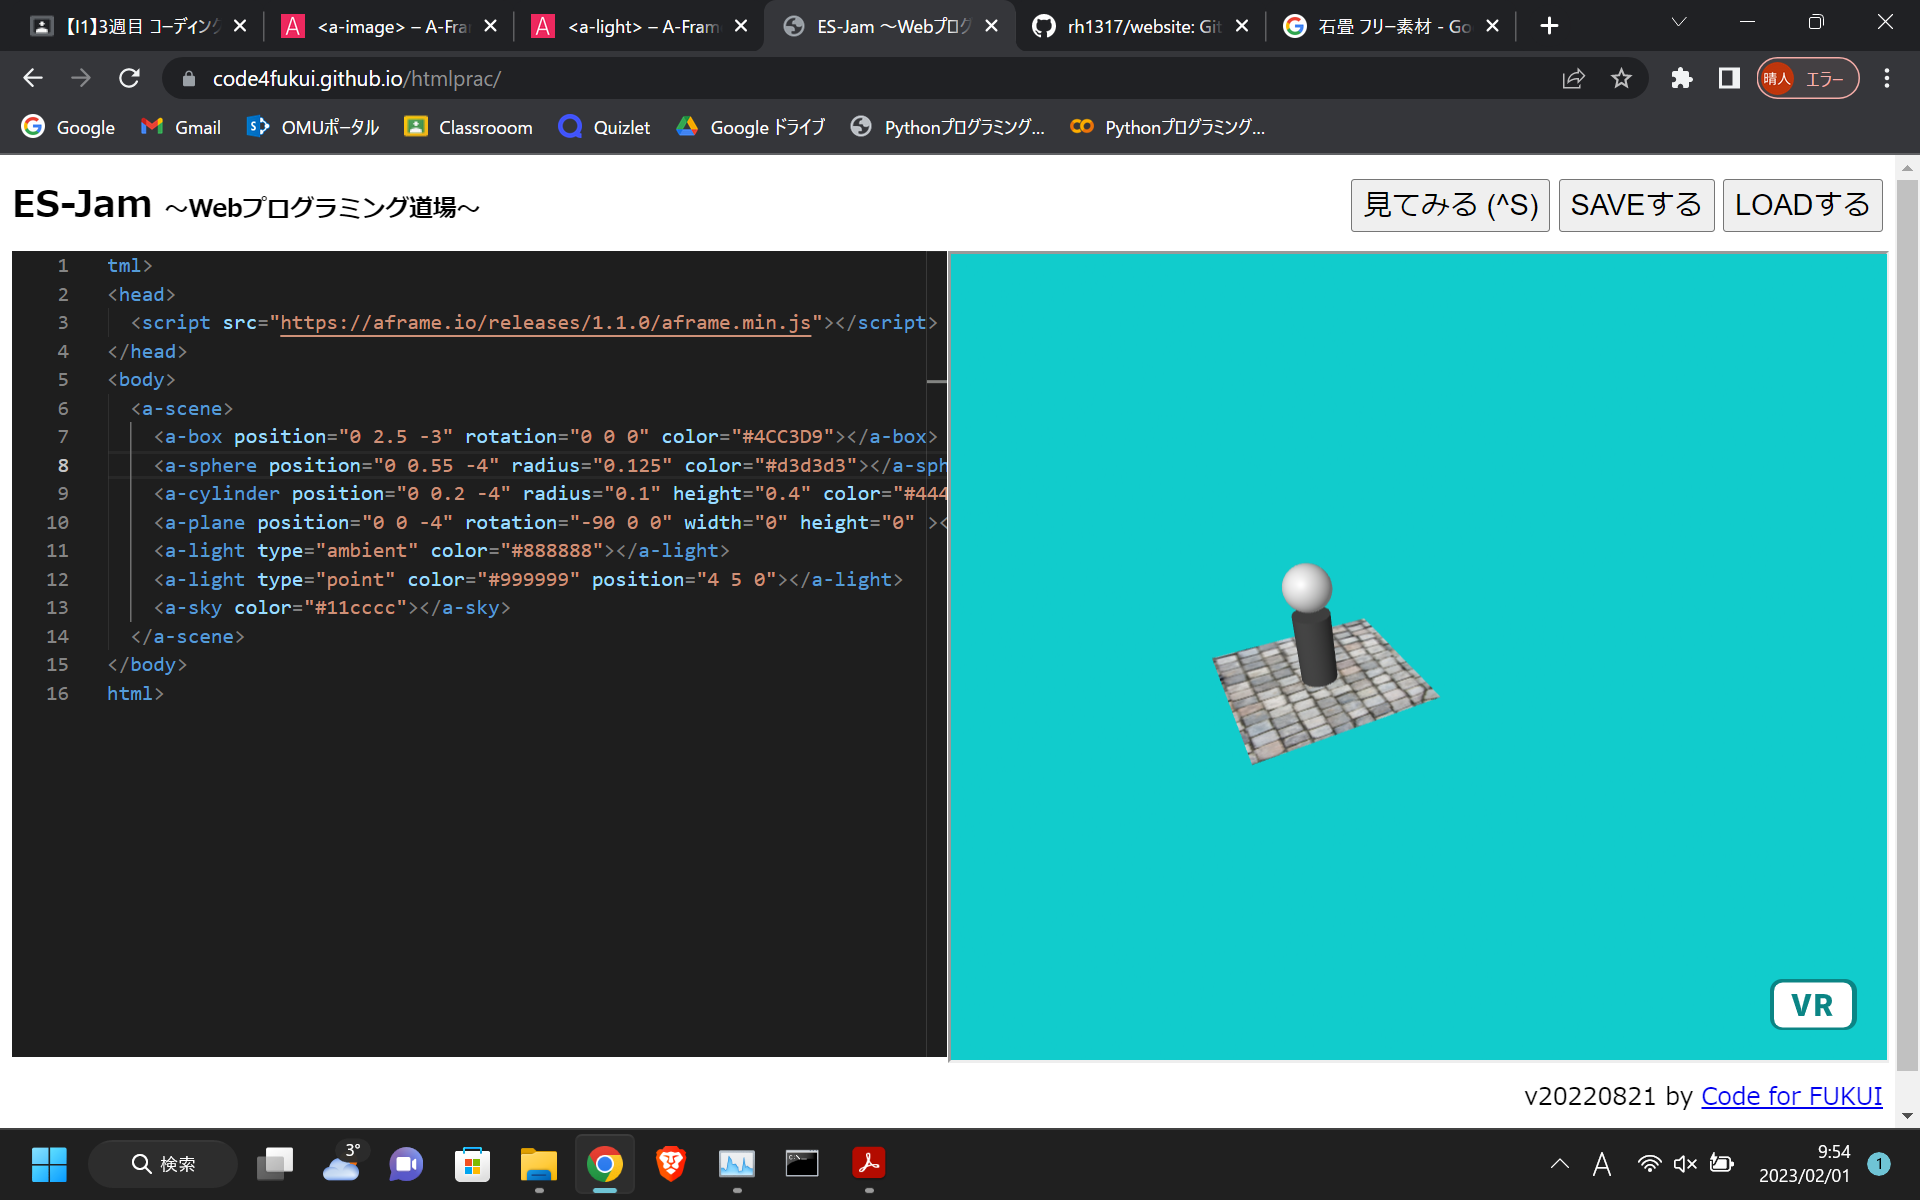 【I1】3週目 コーディング
<a-image> – A-Fra
<a-light> – A-Fram
ES-Jam ～Webプログ
rh1317/website: Git
石畳 フリー素材 - Go
code4fukui.github.io/htmlprac/
晴人 エラー
Google
Gmail
OMUポータル
Classrooom
Quizlet
Google ドライブ
Pythonプログラミング...
Pythonプログラミング...
ES-Jam ～Webプログラミング道場～
見てみる (^S)
SAVEする
LOADする
1 tml>
2 <head>
3 <script src="https://aframe.io/releases/1.1.0/aframe.min.js"></script>
4 </head>
5 <body>
6 <a-scene>
7 <a-box position="0 2.5 -3" rotation="0 0 0" color="#4CC3D9"></a-box>
8 <a-sphere position="0 0.55 -4" radius="0.125" color="#d3d3d3"></a-sph
9 <a-cylinder position="0 0.2 -4" radius="0.1" height="0.4" color="#444
10 <a-plane position="0 0 -4" rotation="-90 0 0" width="0" height="0" ><
11 <a-light type="ambient" color="#888888"></a-light>
12 <a-light type="point" color="#999999" position="4 5 0"></a-light>
13 <a-sky color="#11cccc"></a-sky>
14 </a-scene>
15 </body>
16 html>
VR
v20220821 by Code for FUKUI
検索
3°
A
9:54
2023/02/01
1